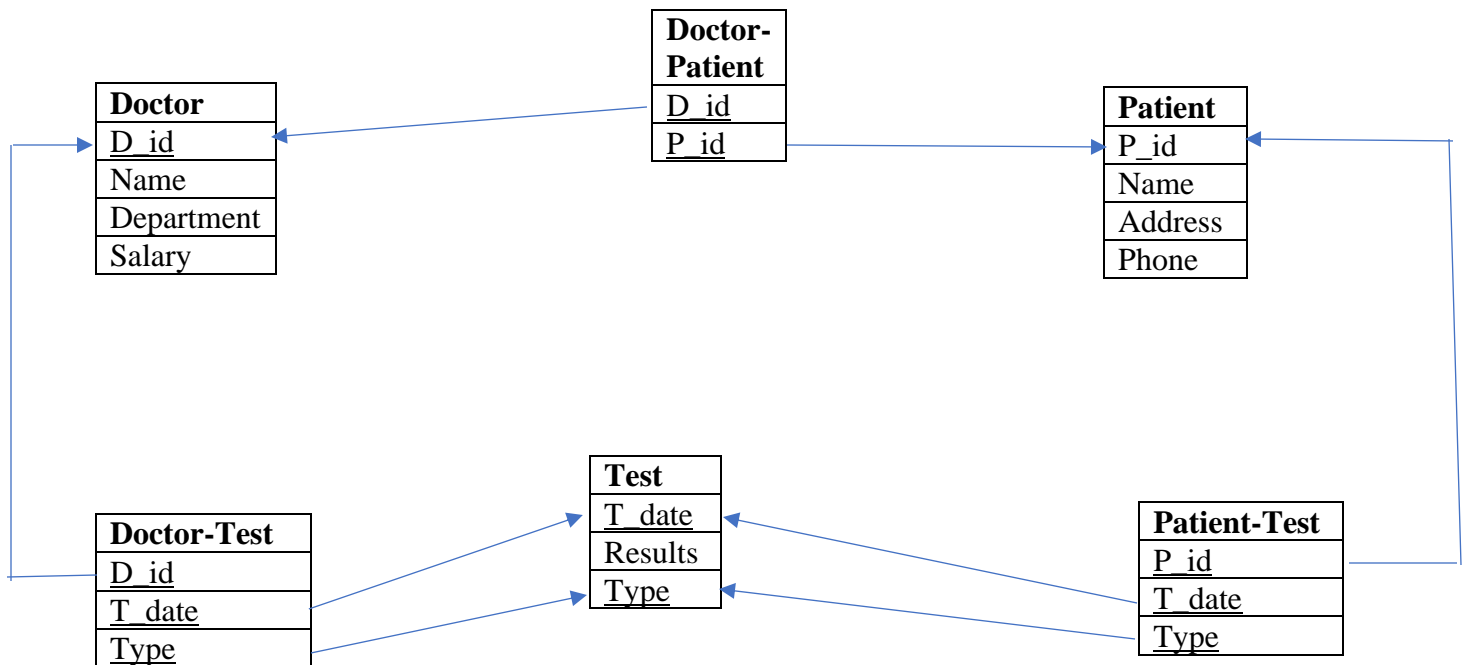 Doctor-
Patient
D_id
P_id
Doctor
D_id
Name
Department
Salary
Patient
P_id
Name
Address
Phone
Test
T_date
Results
Type
Doctor-Test
D_id
T_date
Type
Patient-Test
P_id
T_date
Type